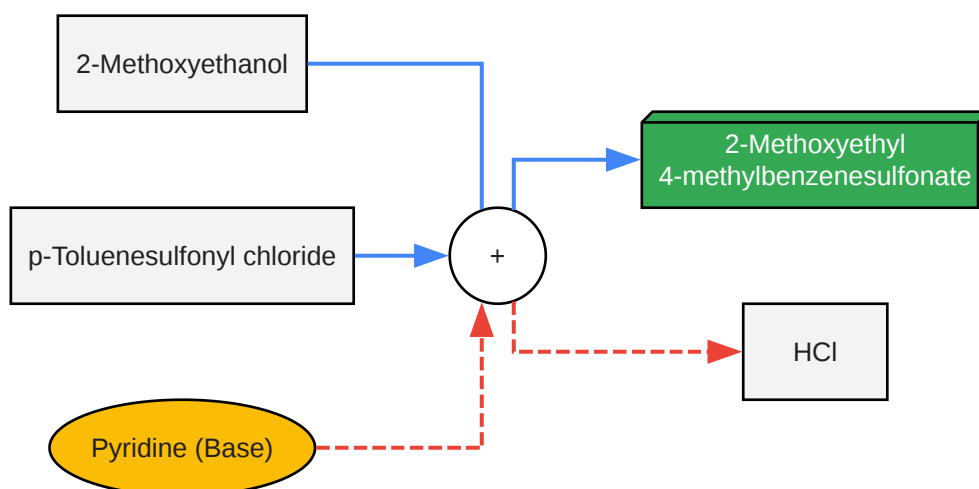 2-Methoxyethanol
2-Methoxyethyl
4-methylbenzenesulfonate
p-Toluenesulfonyl chloride
+
HCl
Pyridine (Base)